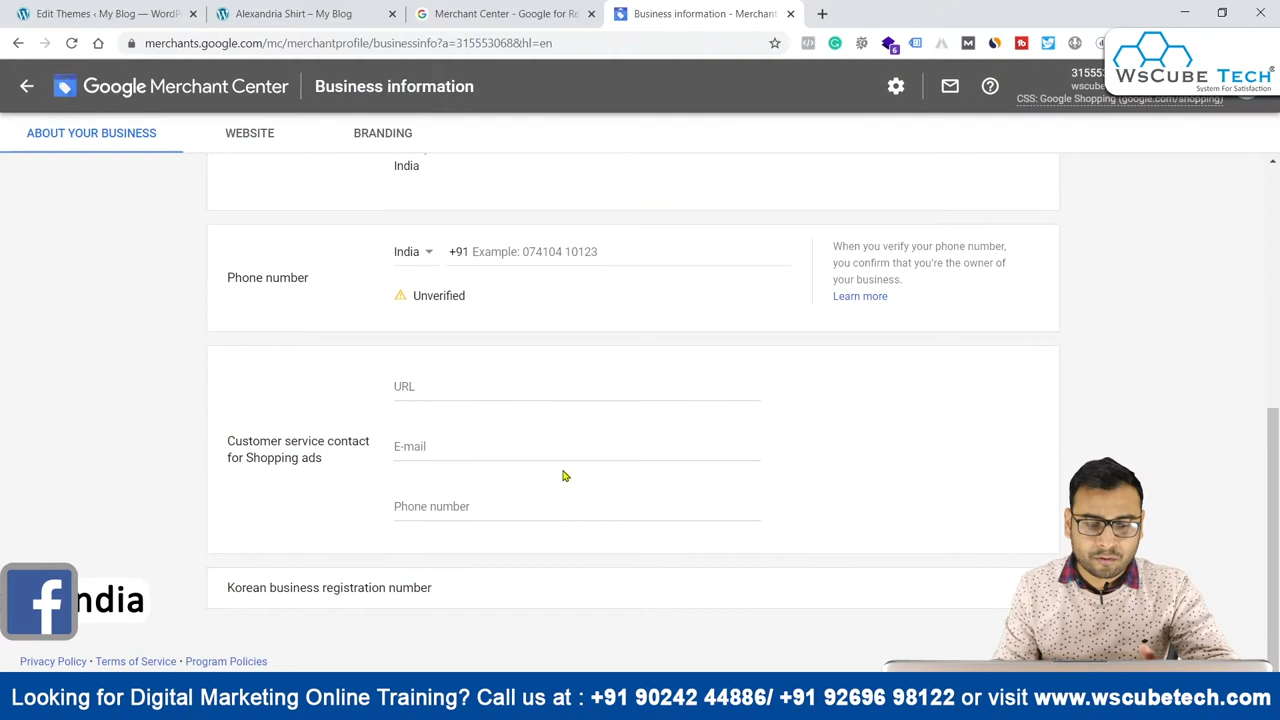 Edit Themes ‹ My Blog — WordP
Alexandria Shirt – My Blog
Merchant Center - Google for Re
Business information - Merchant
merchants.google.com/mc/merchantprofile/businessinfo?a=315553068&hl=en
WsCube Tech
System For Satisfaction
Google Merchant Center
Business information
31555
wscube
CSS: Google Shopping (google.com/shopping)
ABOUT YOUR BUSINESS
WEBSITE
BRANDING
India
Phone number
India
+91 Example: 074104 10123
Unverified
When you verify your phone number,
you confirm that you're the owner of
your business.
Learn more
Customer service contact
for Shopping ads
URL
E-mail
Phone number
Korean business registration number
ndia
Privacy Policy • Terms of Service • Program Policies
Looking for Digital Marketing Online Training? Call us at : +91 90242 44886/ +91 92696 98122 or visit www.wscubetech.com